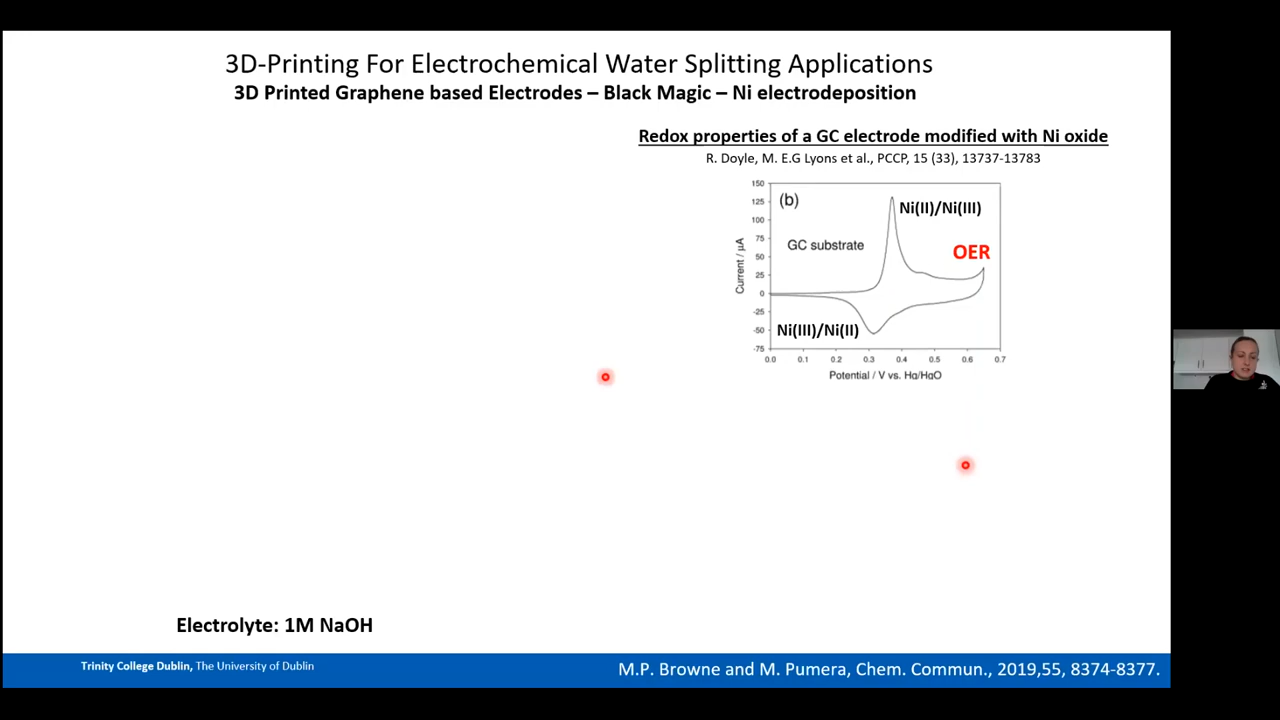 3D-Printing For Electrochemical Water Splitting Applications
3D Printed Graphene based Electrodes – Black Magic – Ni electrodeposition
Redox properties of a GC electrode modified with Ni oxide
R. Doyle, M. E.G Lyons et al., PCCP, 15 (33), 13737-13783
150
125
100
75
50
25
0
-25
-50
-75
Current / µA
(b)
Ni(II)/Ni(III)
GC substrate
OER
Ni(III)/Ni(II)
0.0 0.1 0.2 0.3 0.4 0.5 0.6 0.7
Potential / V vs. Hg/HgO
Electrolyte: 1M NaOH
Trinity College Dublin, The University of Dublin
M.P. Browne and M. Pumera, Chem. Commun., 2019,55, 8374-8377.